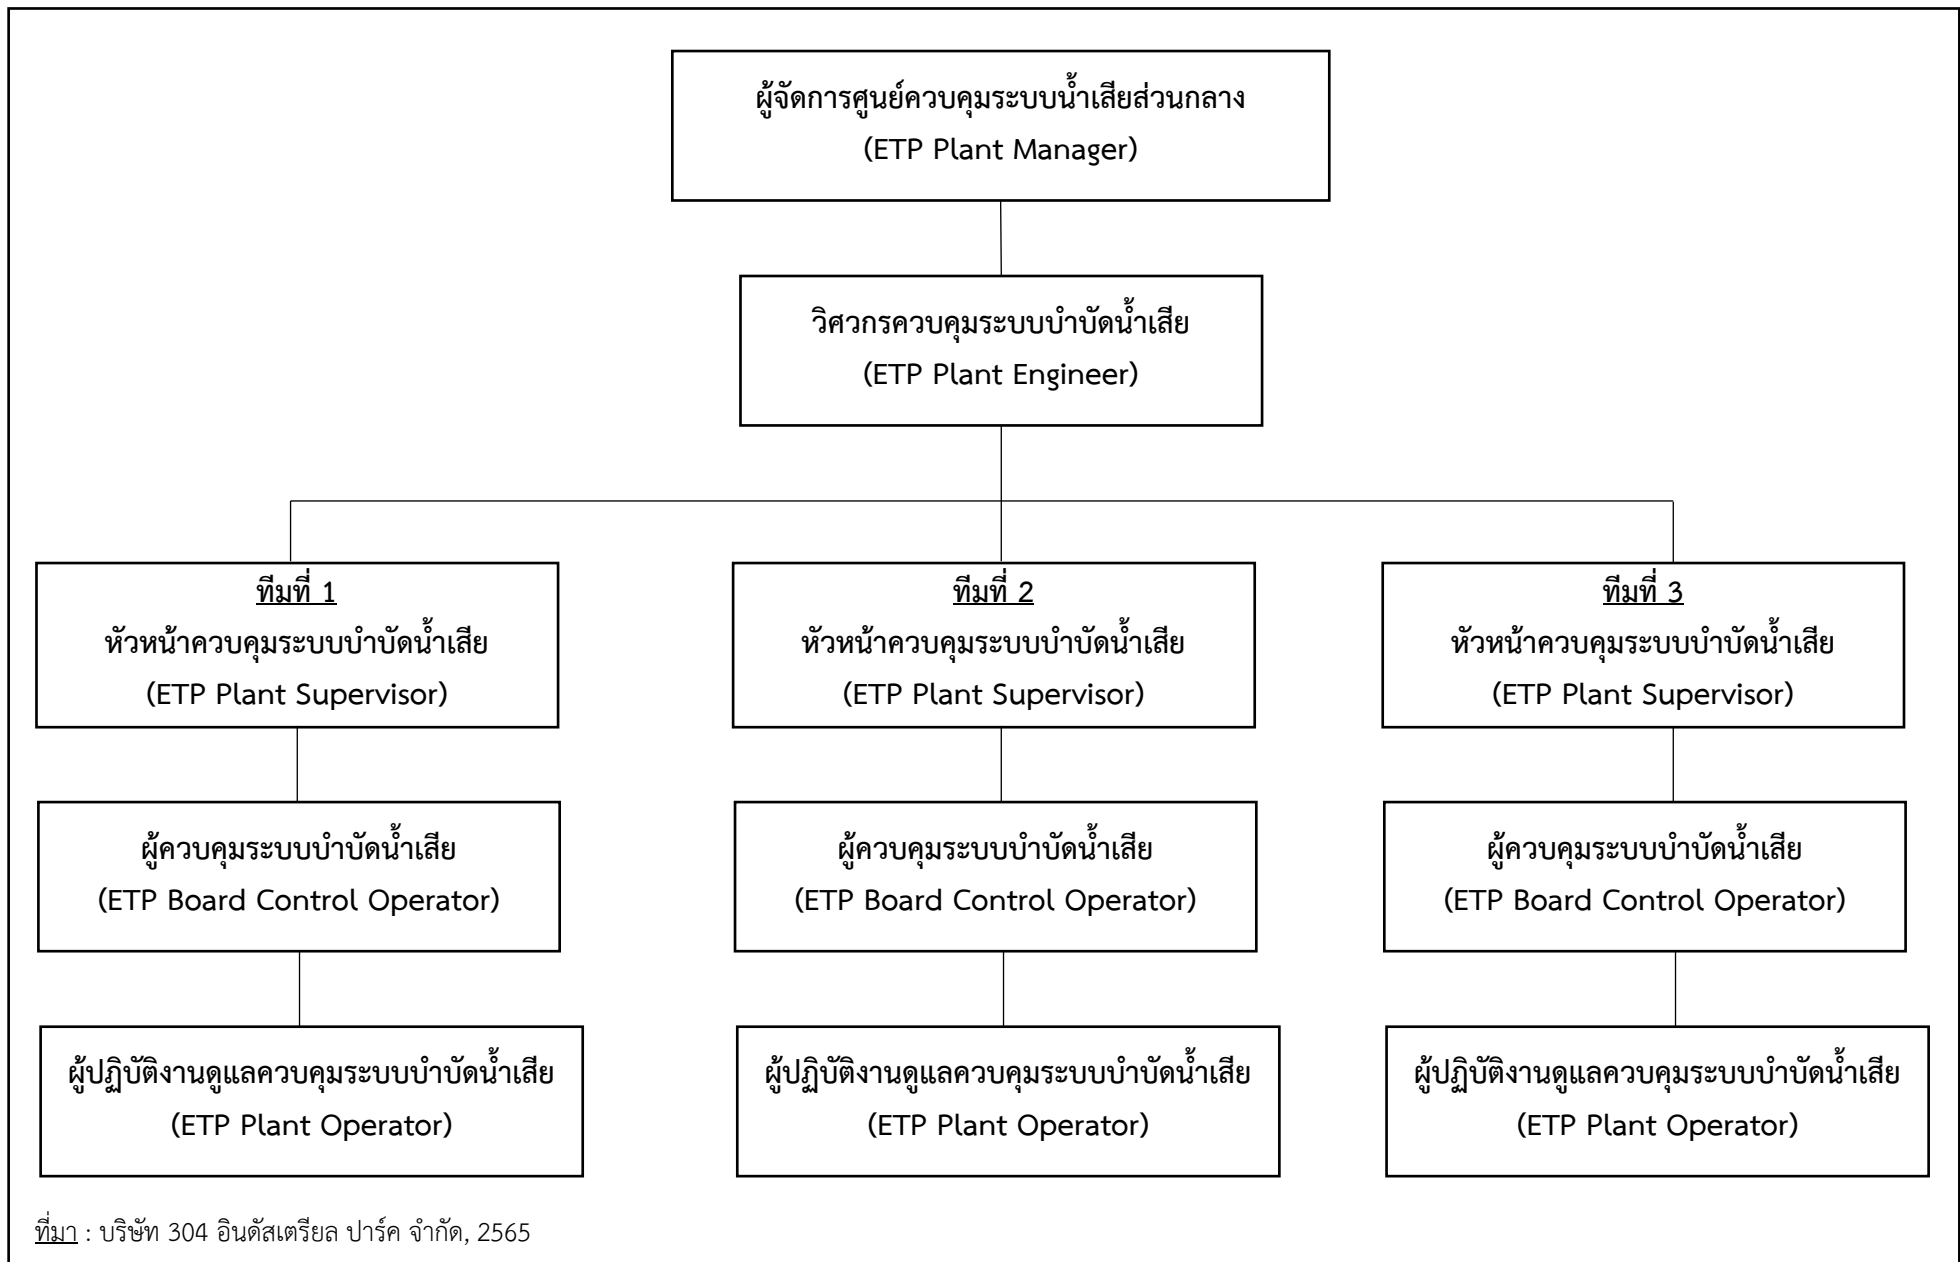 ผู้จัดการศูนย์ควบคุมระบบน้ำเสียส่วนกลาง
(ETP Plant Manager)
วิศวกรควบคุมระบบบำบัดน้ำเสีย
(ETP Plant Engineer)
ทีมที่ 1
หัวหน้าควบคุมระบบบำบัดน้ำเสีย
(ETP Plant Supervisor)
ทีมที่ 2
หัวหน้าควบคุมระบบบำบัดน้ำเสีย
(ETP Plant Supervisor)
ทีมที่ 3
หัวหน้าควบคุมระบบบำบัดน้ำเสีย
(ETP Plant Supervisor)
ผู้ควบคุมระบบบำบัดน้ำเสีย
(ETP Board Control Operator)
ผู้ควบคุมระบบบำบัดน้ำเสีย
(ETP Board Control Operator)
ผู้ควบคุมระบบบำบัดน้ำเสีย
(ETP Board Control Operator)
ผู้ปฏิบัติงานดูแลควบคุมระบบบำบัดน้ำเสีย
(ETP Plant Operator)
ผู้ปฏิบัติงานดูแลควบคุมระบบบำบัดน้ำเสีย
(ETP Plant Operator)
ผู้ปฏิบัติงานดูแลควบคุมระบบบำบัดน้ำเสีย
(ETP Plant Operator)
ที่มา : บริษัท 304 อินดัสเตรียล ปาร์ค จำกัด, 2565